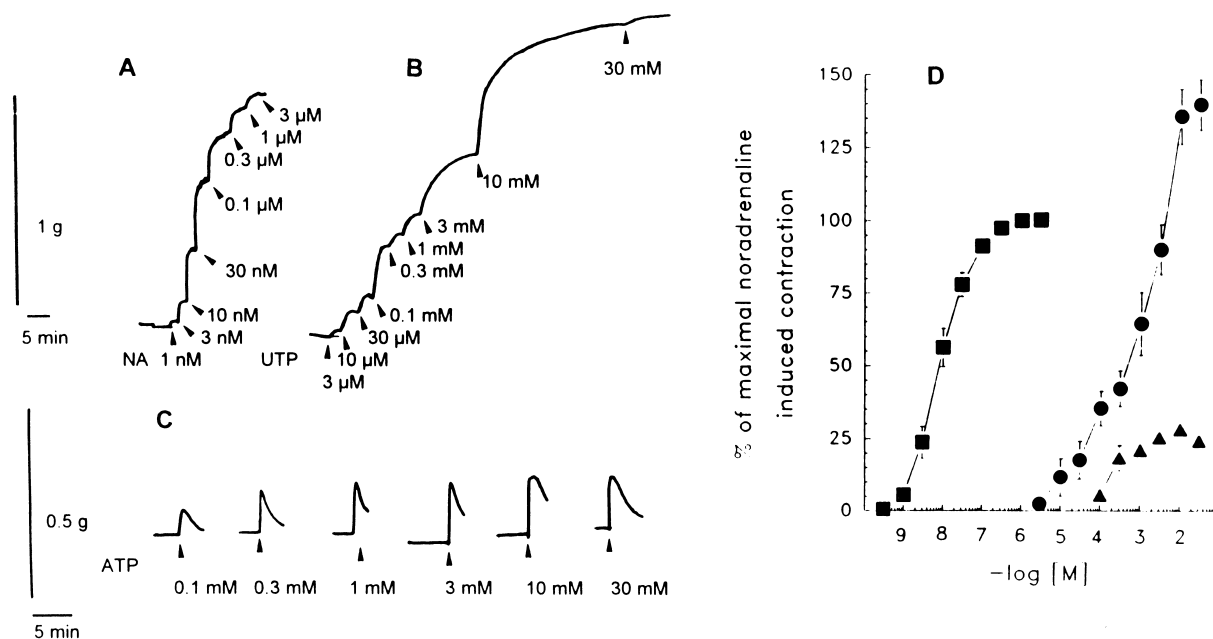 A
3 µM
1 µM
0.3 µM
0.1 µM
30 nM
10 nM
3 nM
NA 1 nM
1 g
5 min
B
30 mM
10 mM
3 mM
1 mM
0.3 mM
0.1 mM
30 µM
10 µM
3 µM
UTP
C
0.5 g
5 min
ATP
0.1 mM
0.3 mM
1 mM
3 mM
10 mM
30 mM
D
% of maximal noradrenaline
induced contraction
150
125
100
75
50
25
0
9 8 7 6 5 4 3 2
−log [M]